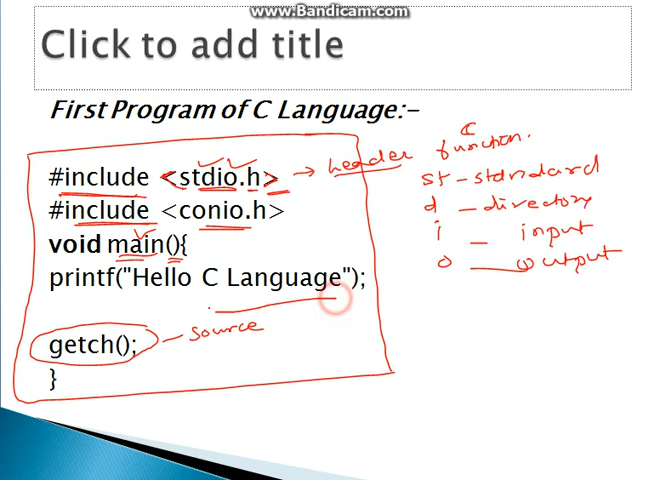 www.Bandicam.com
Click to add title
First Program of C Language:-
#include <stdio.h>
#include <conio.h>
void main(){
printf("Hello C Language");
getch();
}
header
source
C
function.
st - standard
d - directory
i - input
o - output